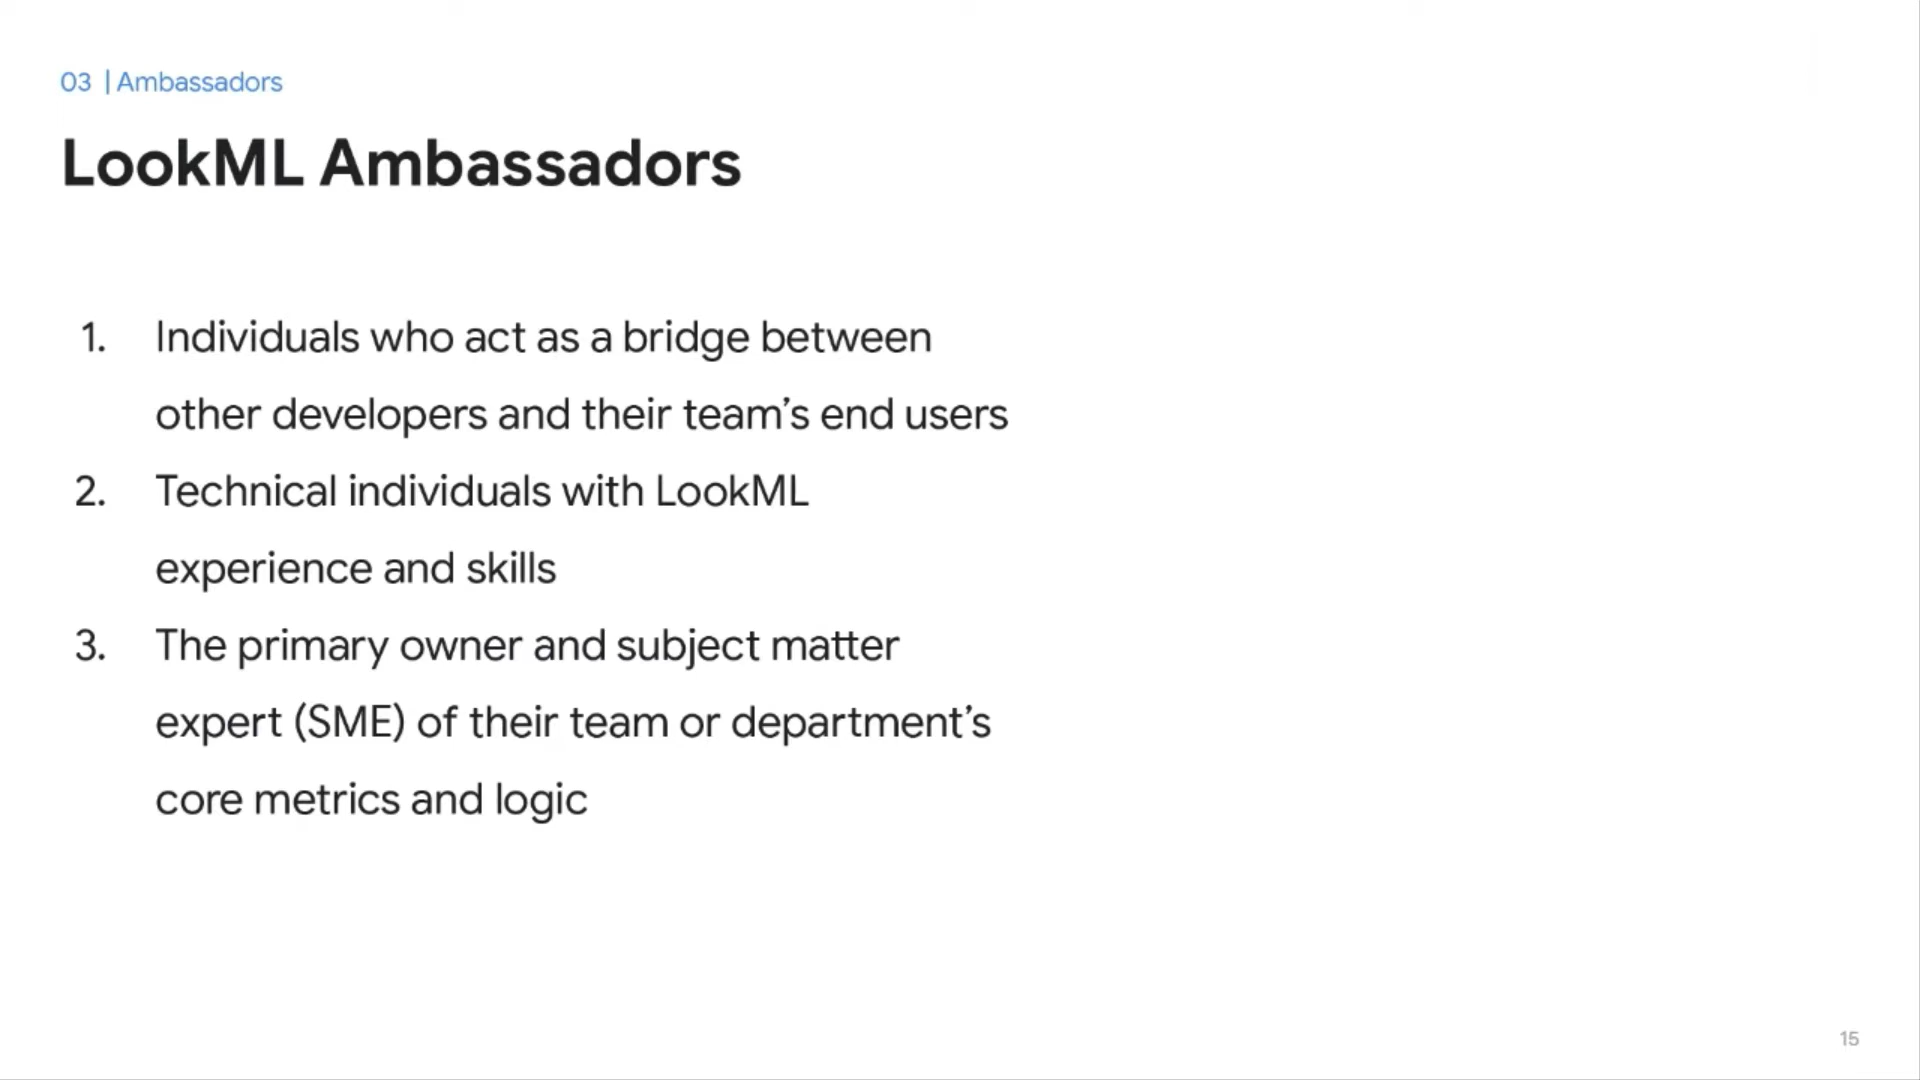 03 | Ambassadors
LookML Ambassadors
1. Individuals who act as a bridge between
other developers and their team’s end users
2. Technical individuals with LookML
experience and skills
3. The primary owner and subject matter
expert (SME) of their team or department’s
core metrics and logic
15